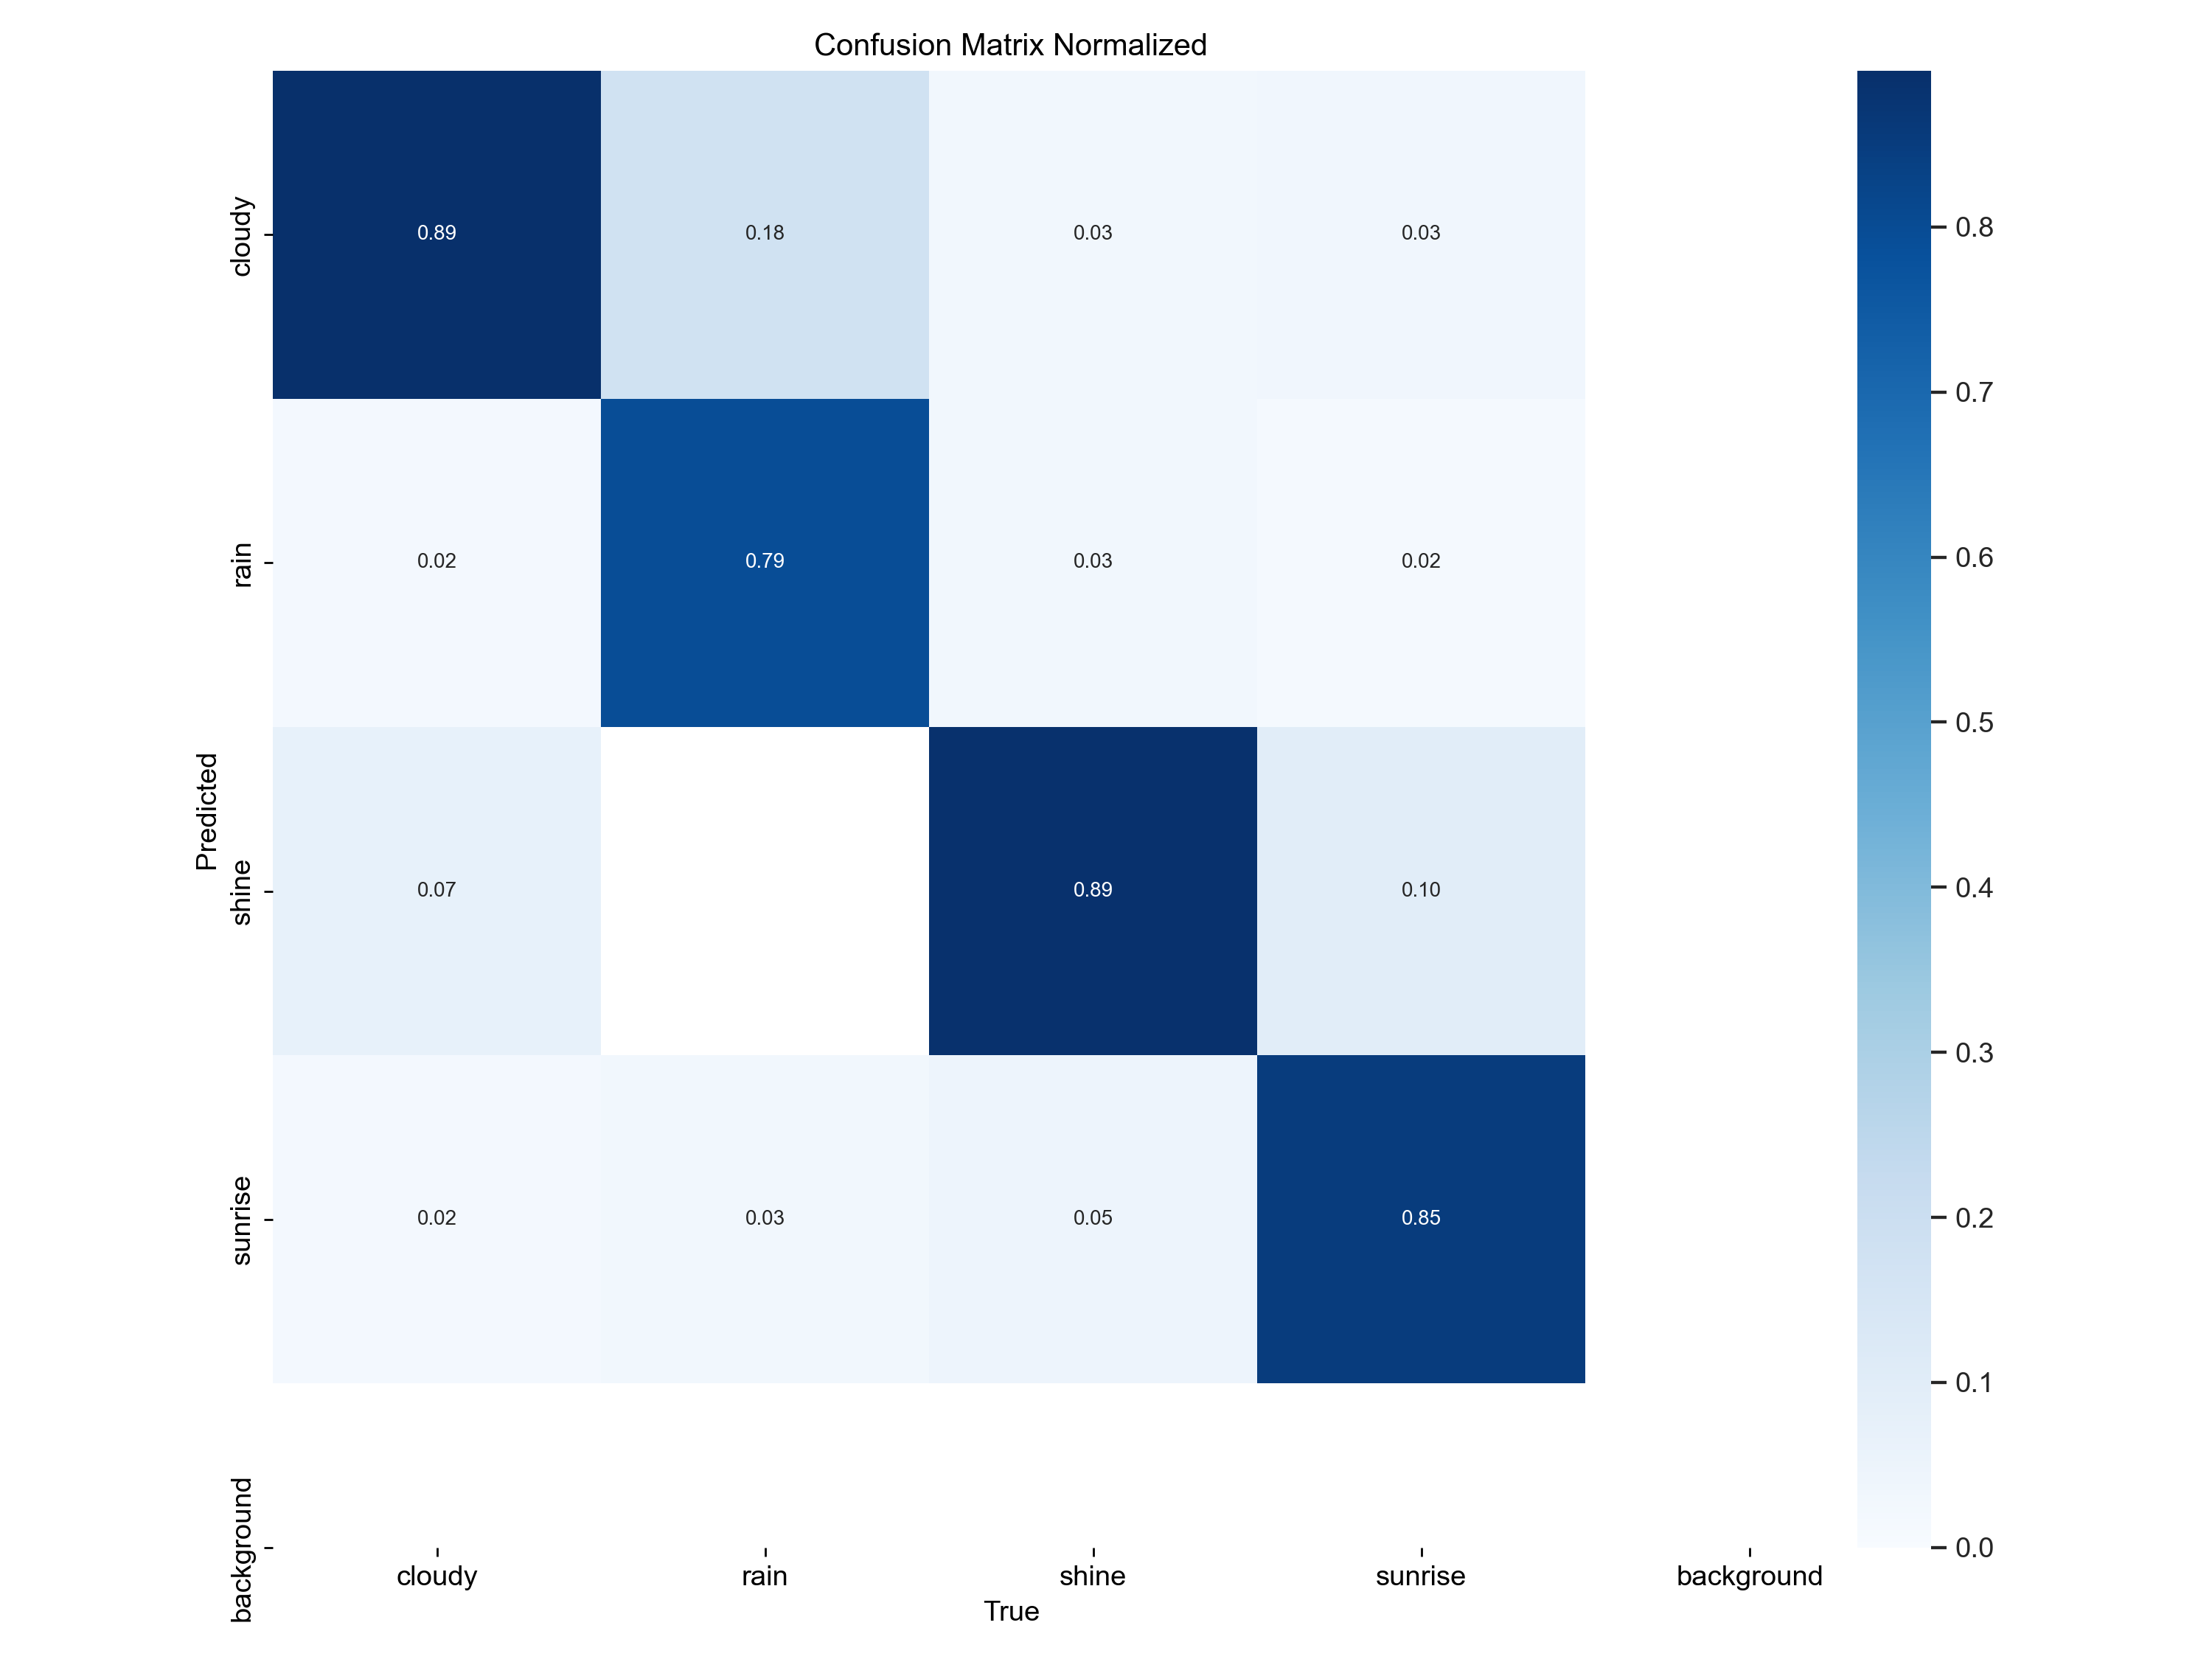 Confusion Matrix Normalized
cloudy
0.89 0.18 0.03 0.03
rain
0.02 0.79 0.03 0.02
Predicted
shine
0.07 0.89 0.10
sunrise
0.02 0.03 0.05 0.85
background
cloudy rain shine sunrise background
True
0.8
0.7
0.6
0.5
0.4
0.3
0.2
0.1
0.0